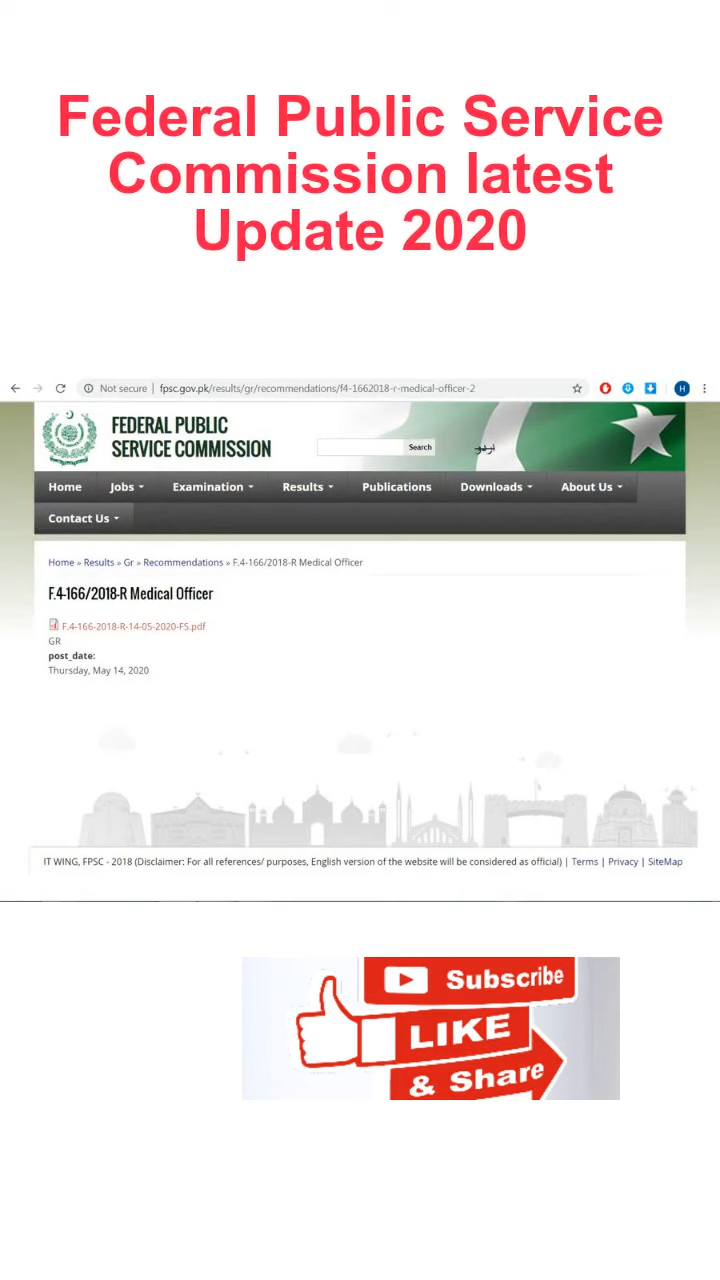 Federal Public Service
Commission latest
Update 2020
Not secure | fpsc.gov.pk/results/gr/recommendations/f4-1662018-r-medical-officer-2
H
FEDERAL PUBLIC
SERVICE COMMISSION
Search
اردو
Home Jobs Examination Results Publications Downloads About Us
Contact Us
Home » Results » Gr » Recommendations » F.4-166/2018-R Medical Officer
F.4-166/2018-R Medical Officer
F.4-166-2018-R-14-05-2020-FS.pdf
GR
post_date:
Thursday, May 14, 2020
IT WING, FPSC - 2018 (Disclaimer: For all references/ purposes, English version of the website will be considered as official) | Terms | Privacy | SiteMap
Subscribe
LIKE
& Share